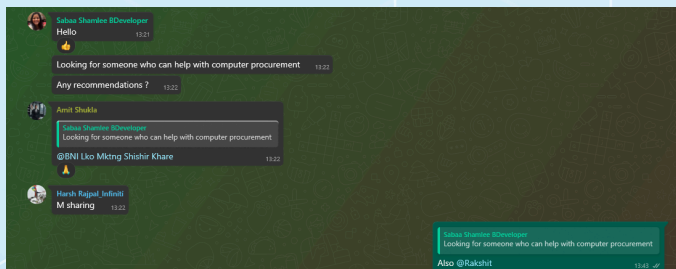 Sabaa Shamlee BDeveloper
Hello 13:21
Looking for someone who can help with computer procurement 13:22
Any recommendations ? 13:22
Amit Shukla
Sabaa Shamlee BDeveloper
Looking for someone who can help with computer procurement
@BNI Lko Mktng Shishir Khare 13:22
Harsh Rajpal_Infiniti
M sharing 13:22
Sabaa Shamlee BDeveloper
Looking for someone who can help with computer procurement
Also @Rakshit 13:43